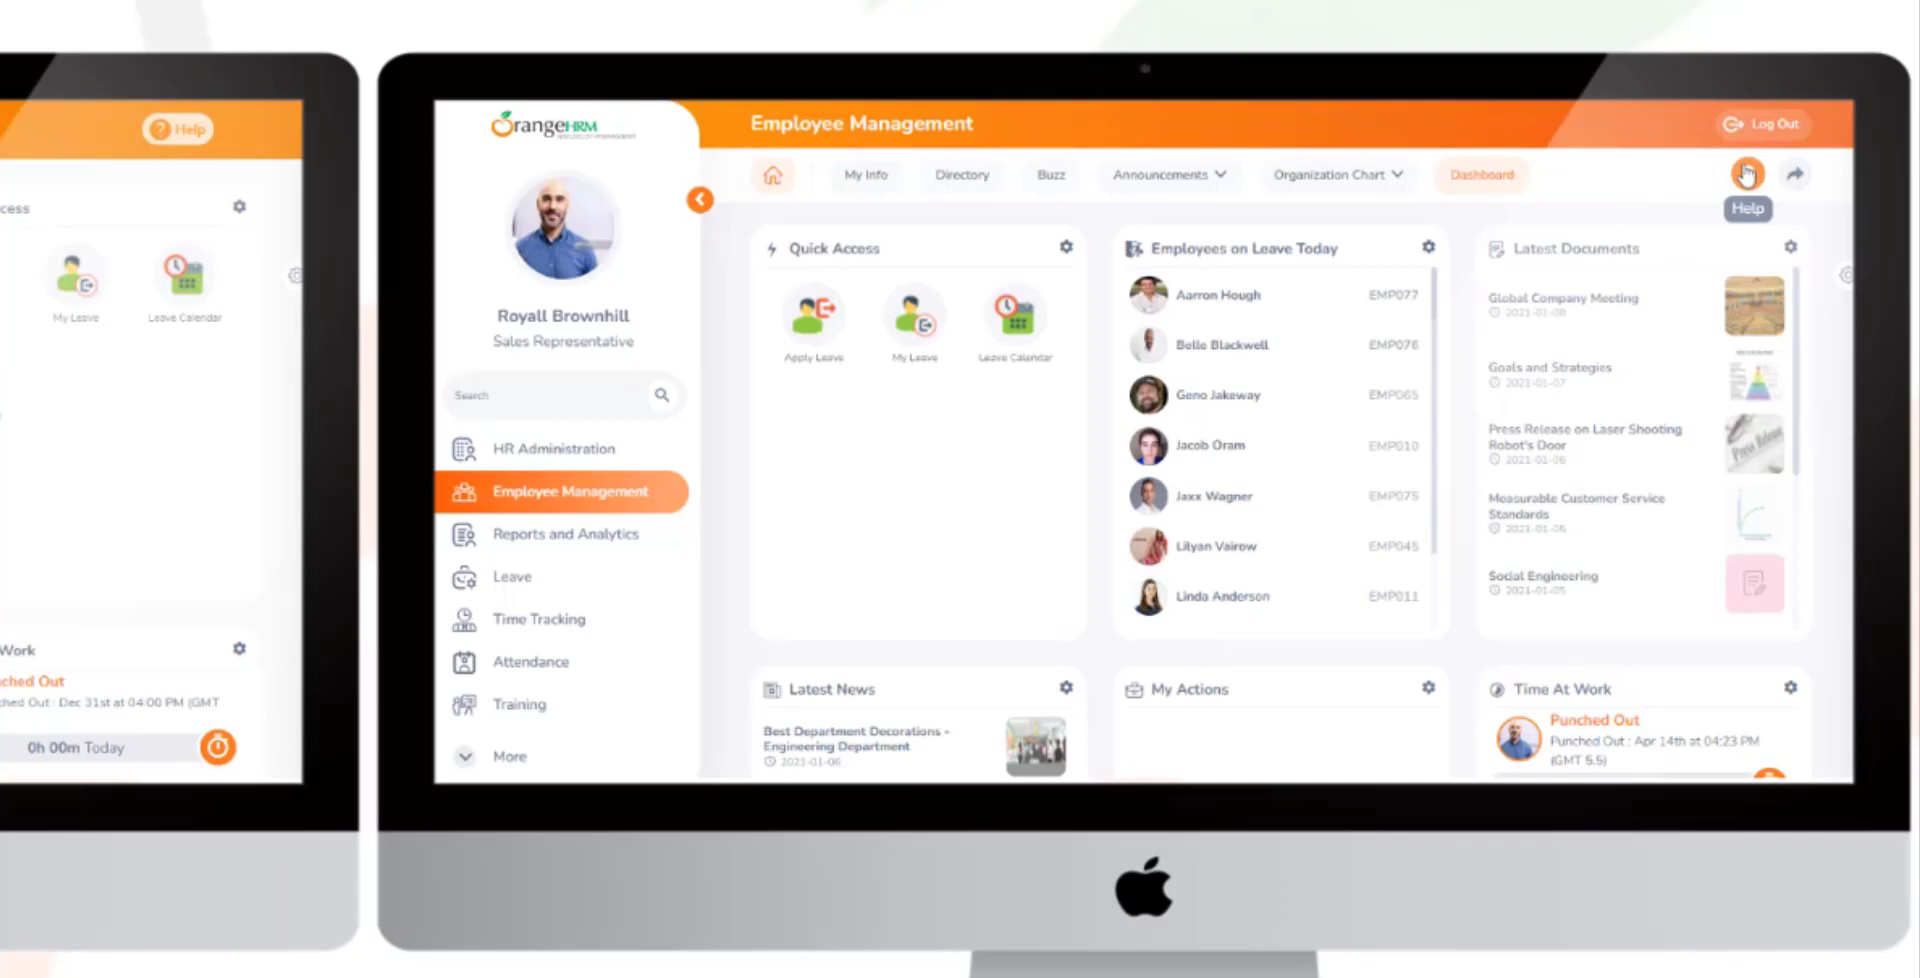 Help
cess
My Leave
Leave Calendar
Work
ched Out
ched Out : Dec 31st at 04:00 PM (GMT
0h 00m Today
OrangeHRM
Employee Management
Log Out
My Info
Directory
Buzz
Announcements
Organization Chart
Dashboard
Help
Royall Brownhill
Sales Representative
Search
HR Administration
Employee Management
Reports and Analytics
Leave
Time Tracking
Attendance
Training
More
Quick Access
Apply Leave
My Leave
Leave Calendar
Employees on Leave Today
Aarron Hough EMP077
Belle Blackwell EMP076
Geno Jakeway EMP065
Jacob Oram EMP010
Jaxx Wagner EMP075
Lilyan Vairow EMP045
Linda Anderson EMP011
Latest Documents
Global Company Meeting
2021-01-08
Goals and Strategies
2021-01-07
Press Release on Laser Shooting
Robot's Door
2021-01-06
Measurable Customer Service
Standards
2021-01-05
Social Engineering
2021-01-05
Press Release
Latest News
Best Department Decorations -
Engineering Department
2021-01-06
My Actions
Time At Work
Punched Out
Punched Out : Apr 14th at 04:23 PM
(GMT 5.5)